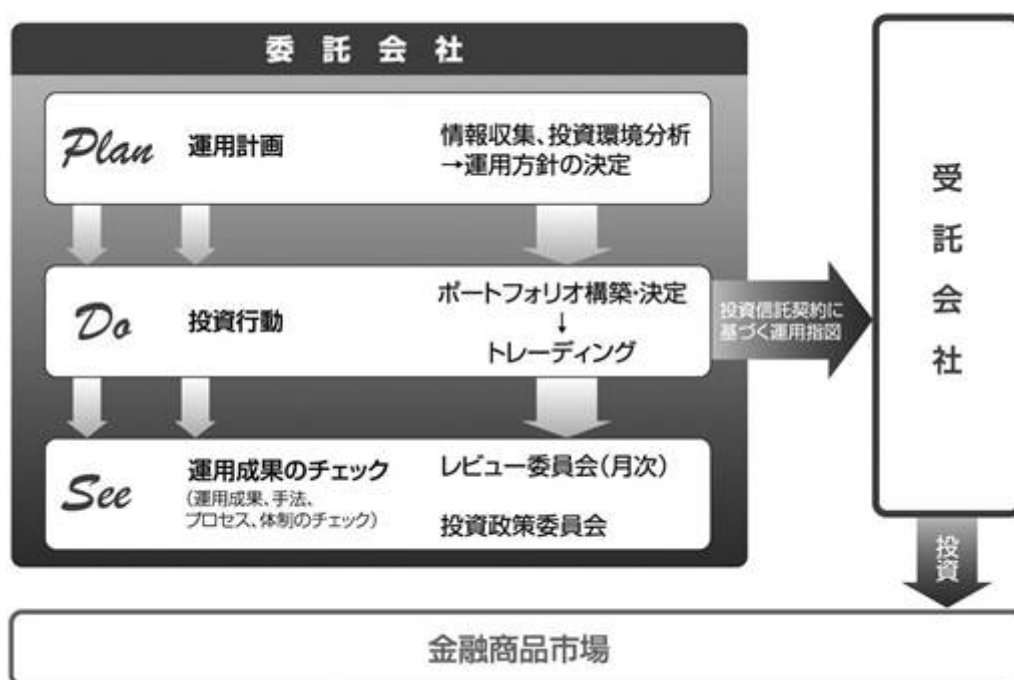 委託会社
Plan
運用計画
情報収集、投資環境分析
→運用方針の決定
Do
投資行動
ポートフォリオ構築・決定
↓
トレーディング
投資信託契約に
基づく運用指図
See
運用成果のチェック
(運用成果、手法、
プロセス、体制のチェック)
レビュー委員会(月次)
投資政策委員会
受託会社
投資
金融商品市場